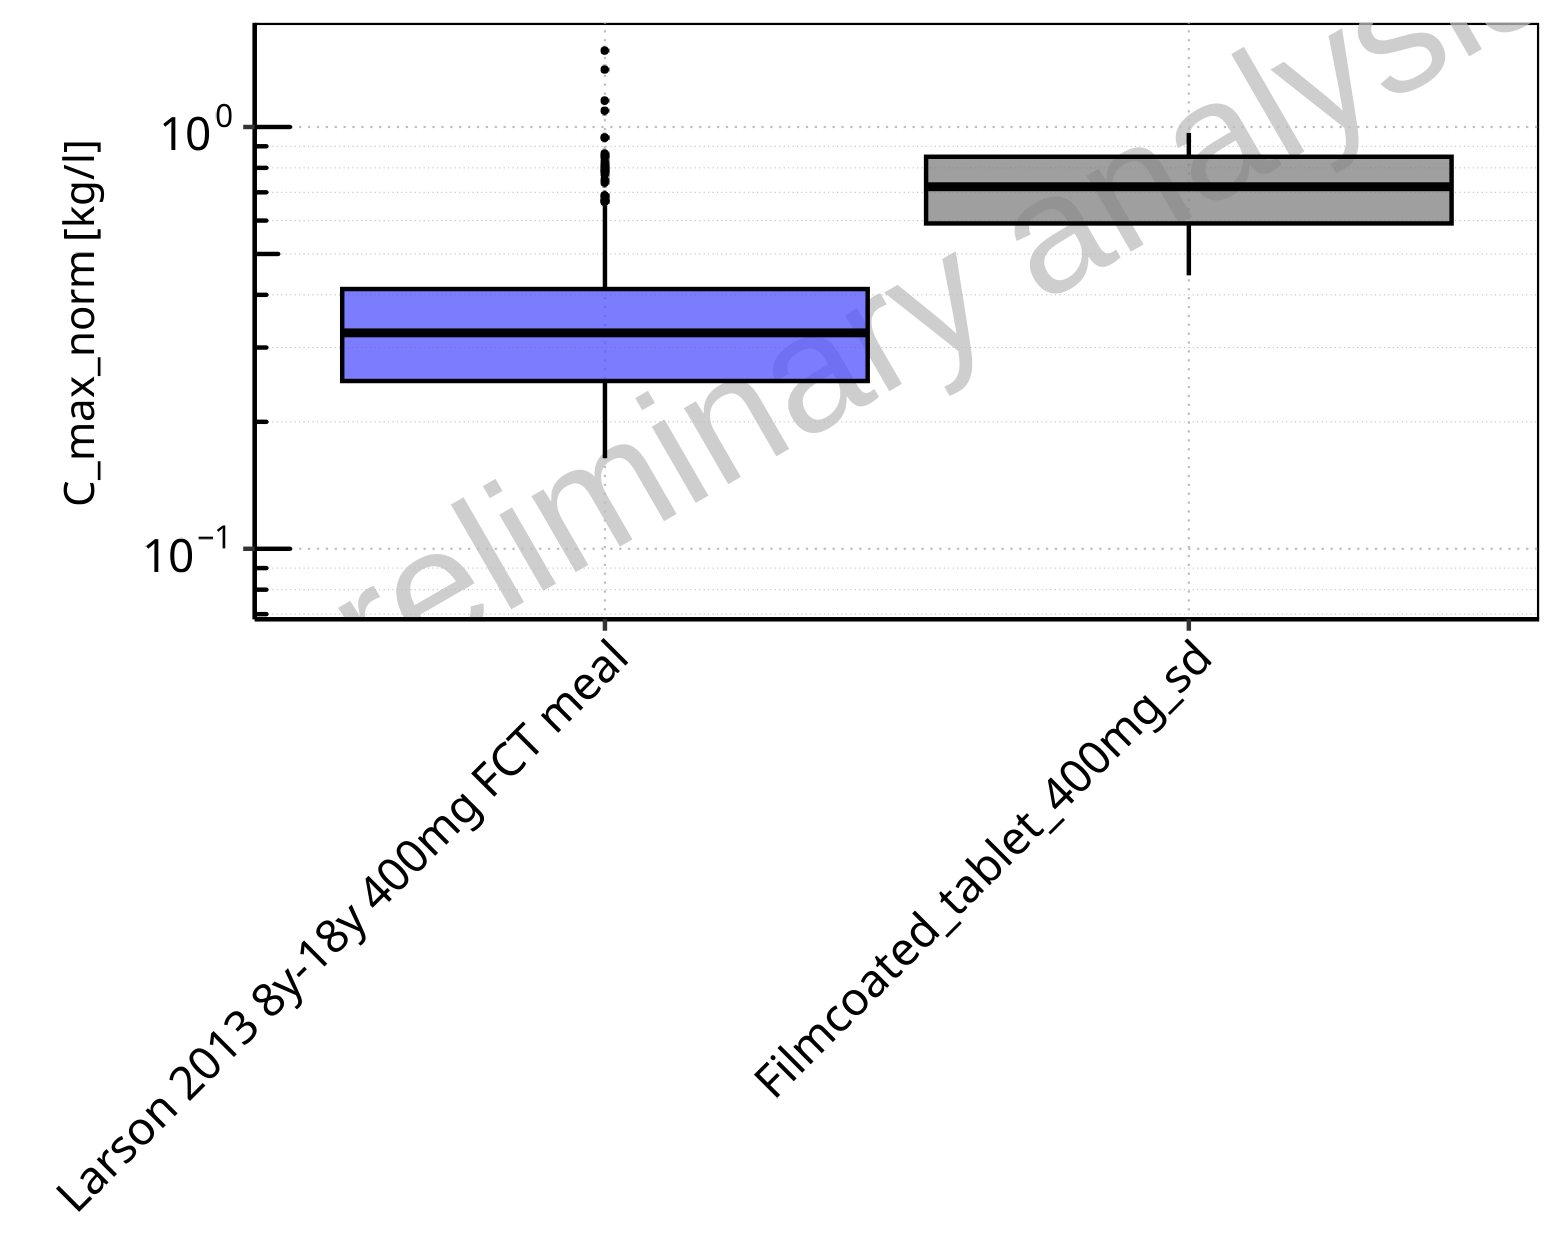 C_max_norm [kg/l]
10⁰
10⁻¹
reliminary analysis
Larson 2013 8y-18y 400mg FCT meal
Filmcoated_tablet_400mg_sd